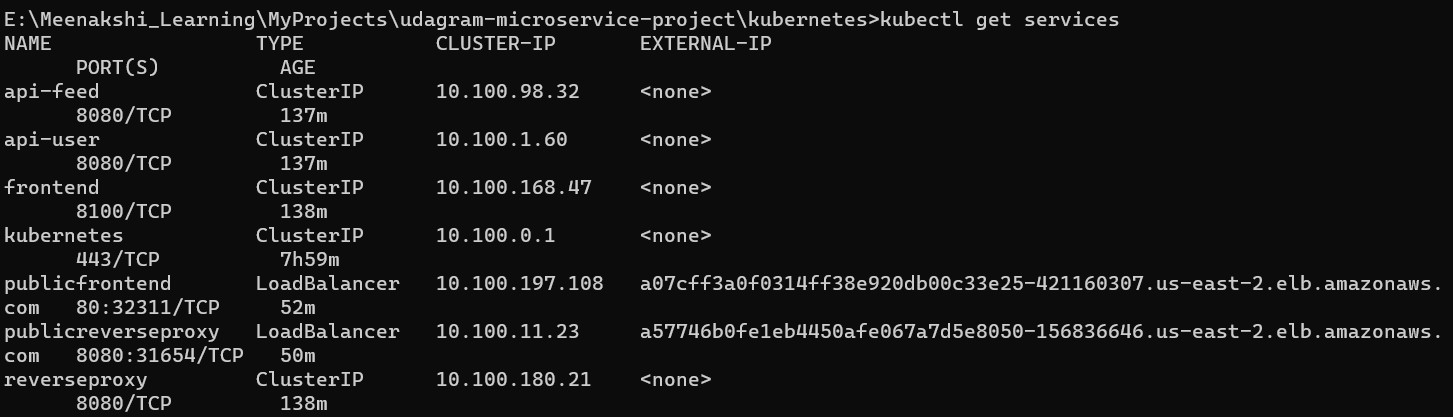 E:\Meenakshi_Learning\MyProjects\udagram-microservice-project\kubernetes>kubectl get services
NAME                 TYPE           CLUSTER-IP       EXTERNAL-IP
      PORT(S)          AGE
api-feed             ClusterIP      10.100.98.32     <none>
      8080/TCP         137m
api-user             ClusterIP      10.100.1.60      <none>
      8080/TCP         137m
frontend             ClusterIP      10.100.168.47    <none>
      8100/TCP         138m
kubernetes           ClusterIP      10.100.0.1       <none>
      443/TCP          7h59m
publicfrontend       LoadBalancer   10.100.197.108   a07cff3a0f0314ff38e920db00c33e25-421160307.us-east-2.elb.amazonaws.
com   80:32311/TCP     52m
publicreverseproxy   LoadBalancer   10.100.11.23     a57746b0fe1eb4450afe067a7d5e8050-156836646.us-east-2.elb.amazonaws.
com   8080:31654/TCP   50m
reverseproxy         ClusterIP      10.100.180.21    <none>
      8080/TCP         138m